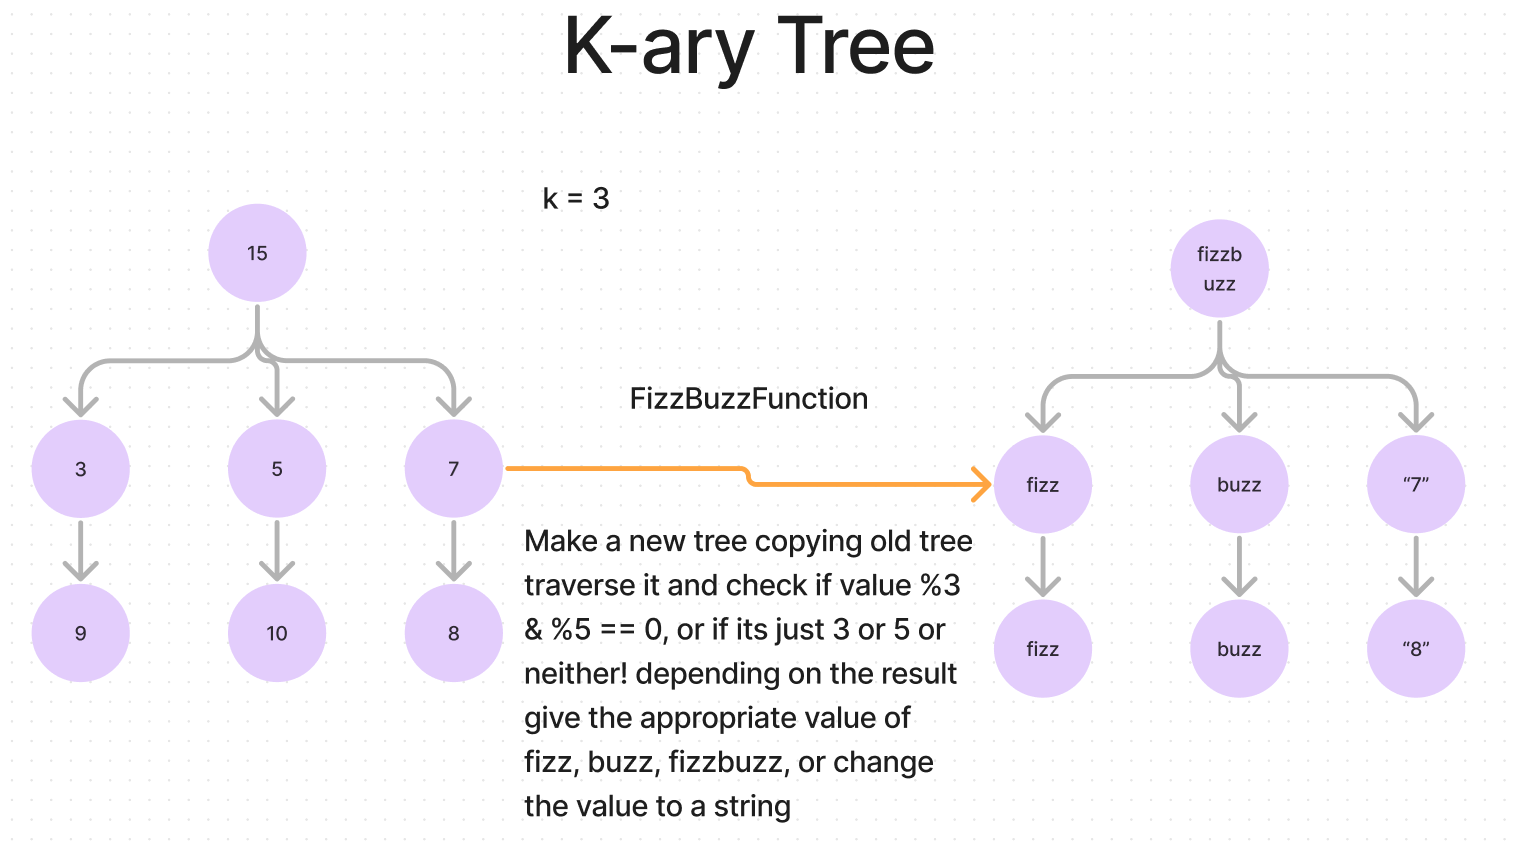 K-ary Tree
k = 3
15
3
5
7
9
10
8
FizzBuzzFunction
Make a new tree copying old tree
traverse it and check if value %3
& %5 == 0, or if its just 3 or 5 or
neither! depending on the result
give the appropriate value of
fizz, buzz, fizzbuzz, or change
the value to a string
fizzb
uzz
fizz
buzz
“7”
fizz
buzz
“8”